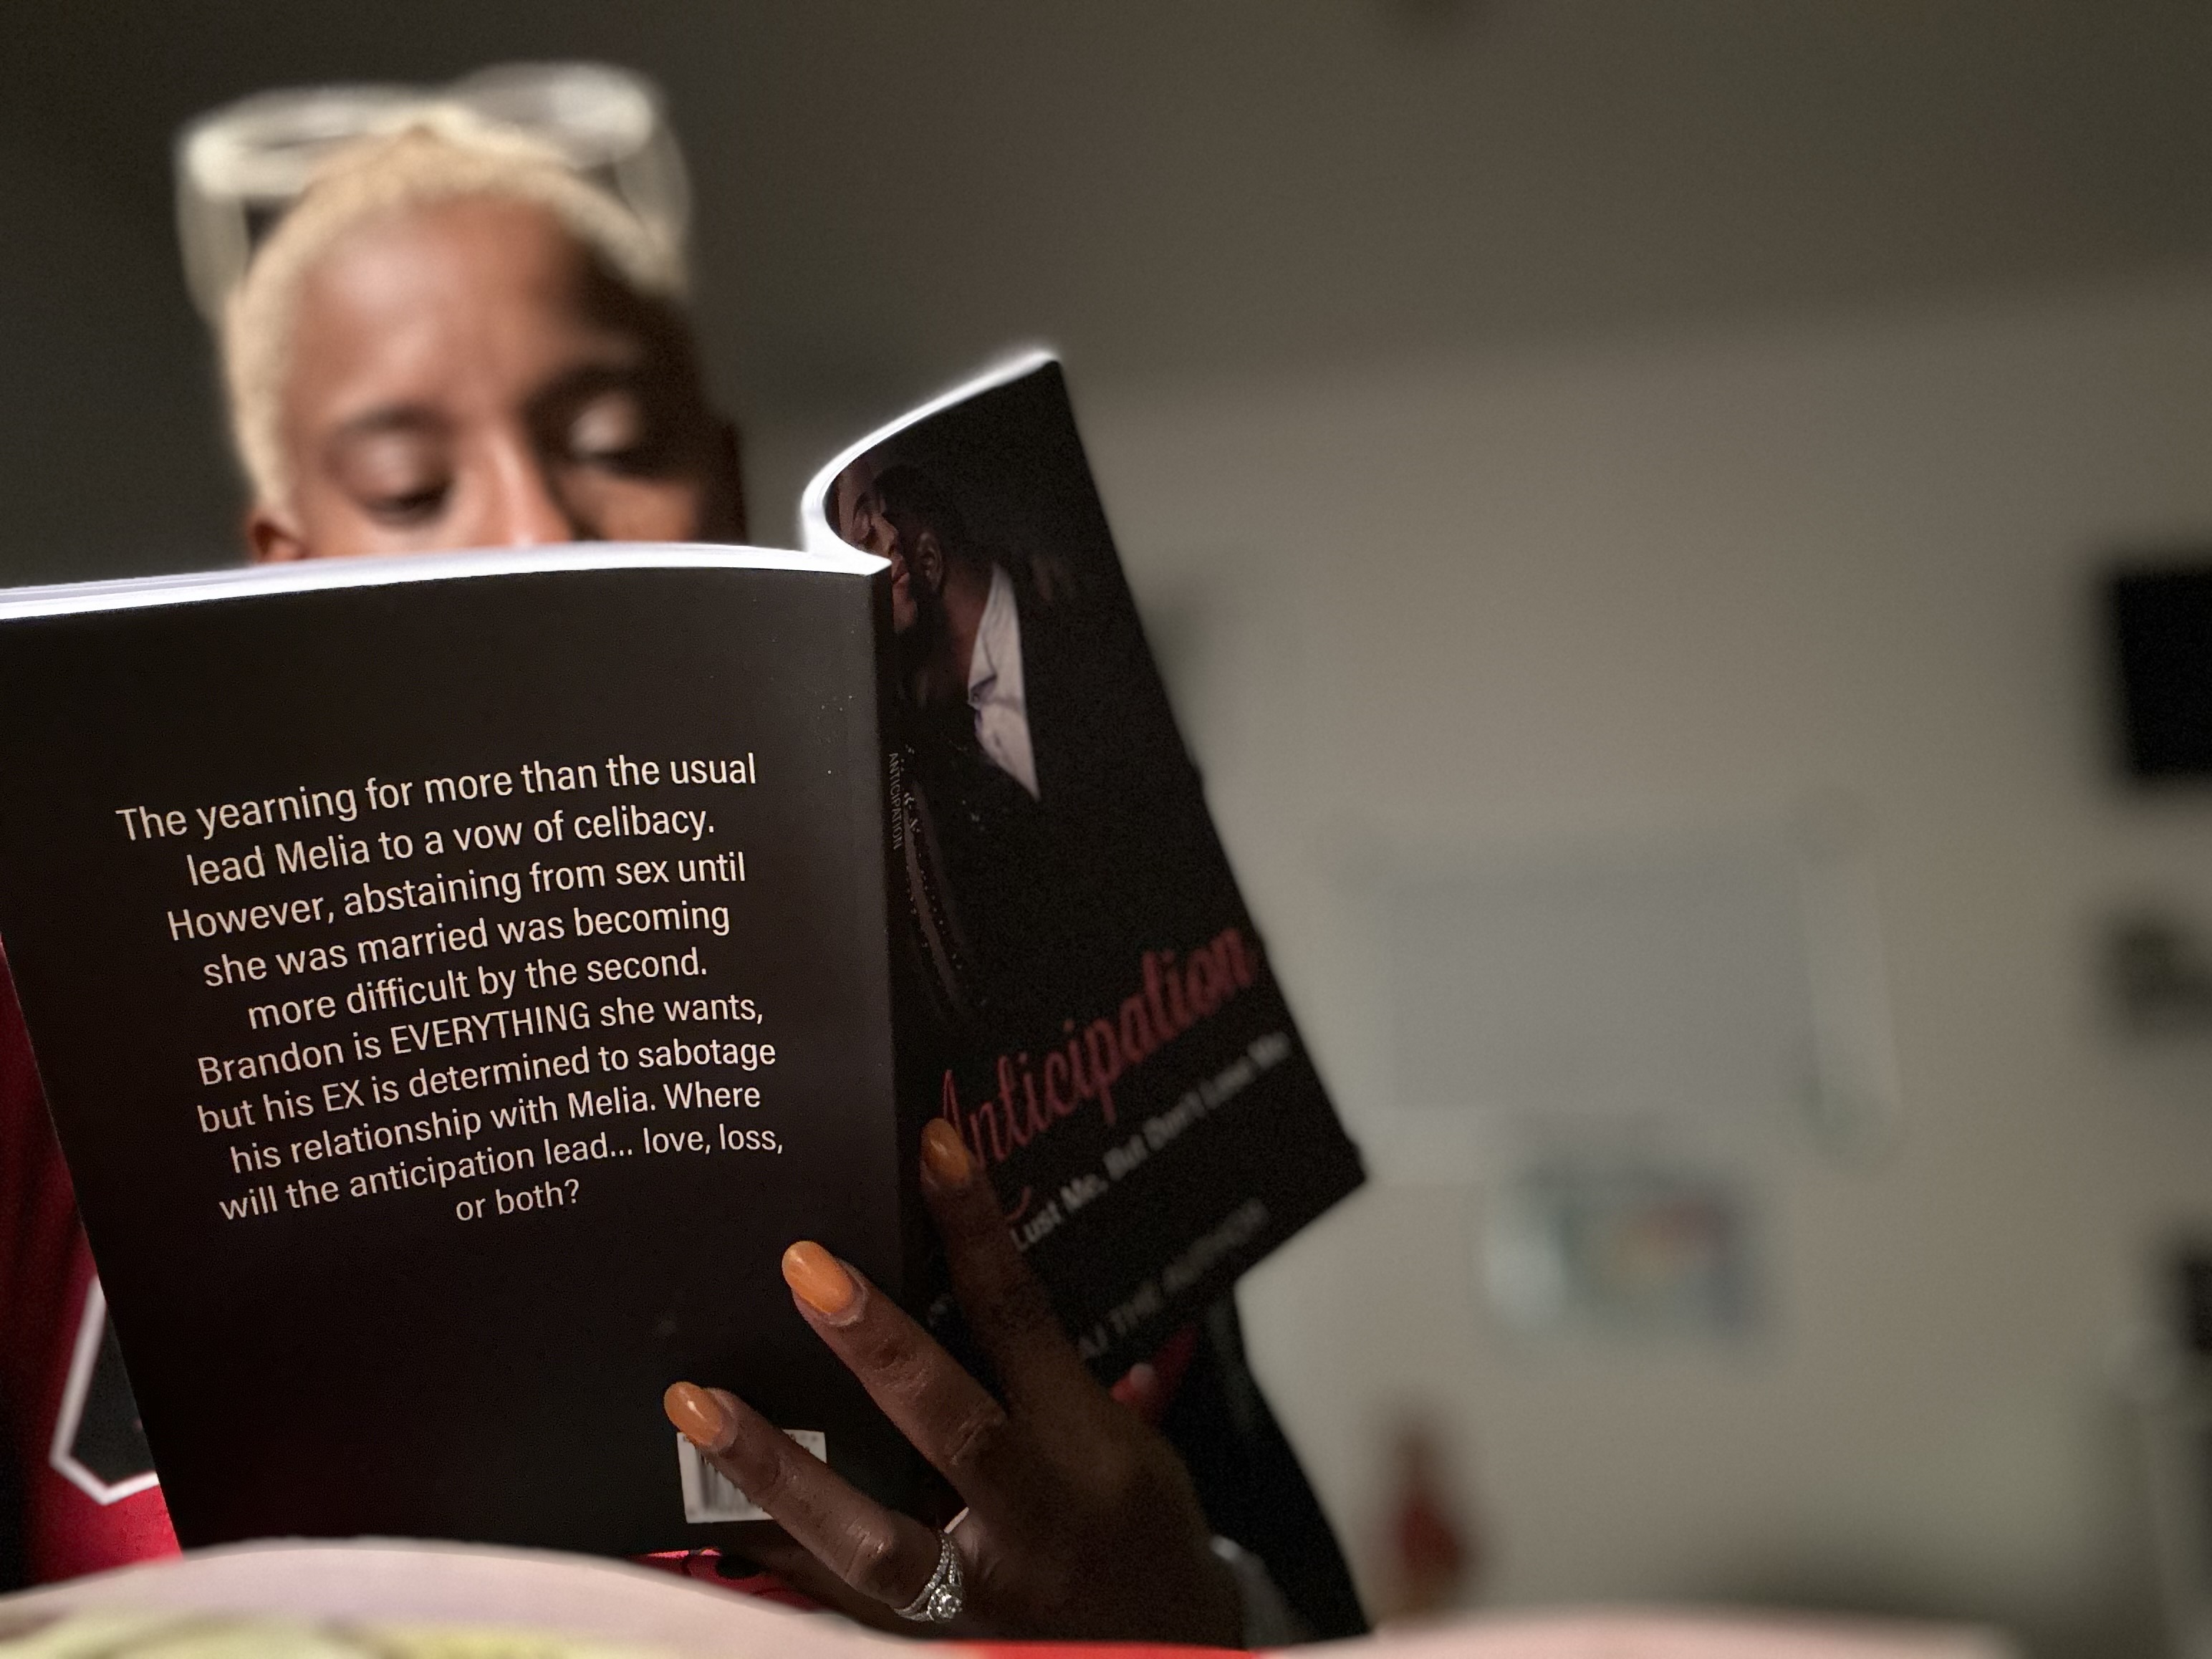 The yearning for more than the usual
lead Melia to a vow of celibacy.
However, abstaining from sex until
she was married was becoming
more difficult by the second.
Brandon is EVERYTHING she wants,
but his EX is determined to sabotage
his relationship with Melia. Where
will the anticipation lead... love, loss,
or both?
ANTICIPATION
Anticipation
Lust Me, But Don't Lose Me
AJ THE AUTHOR